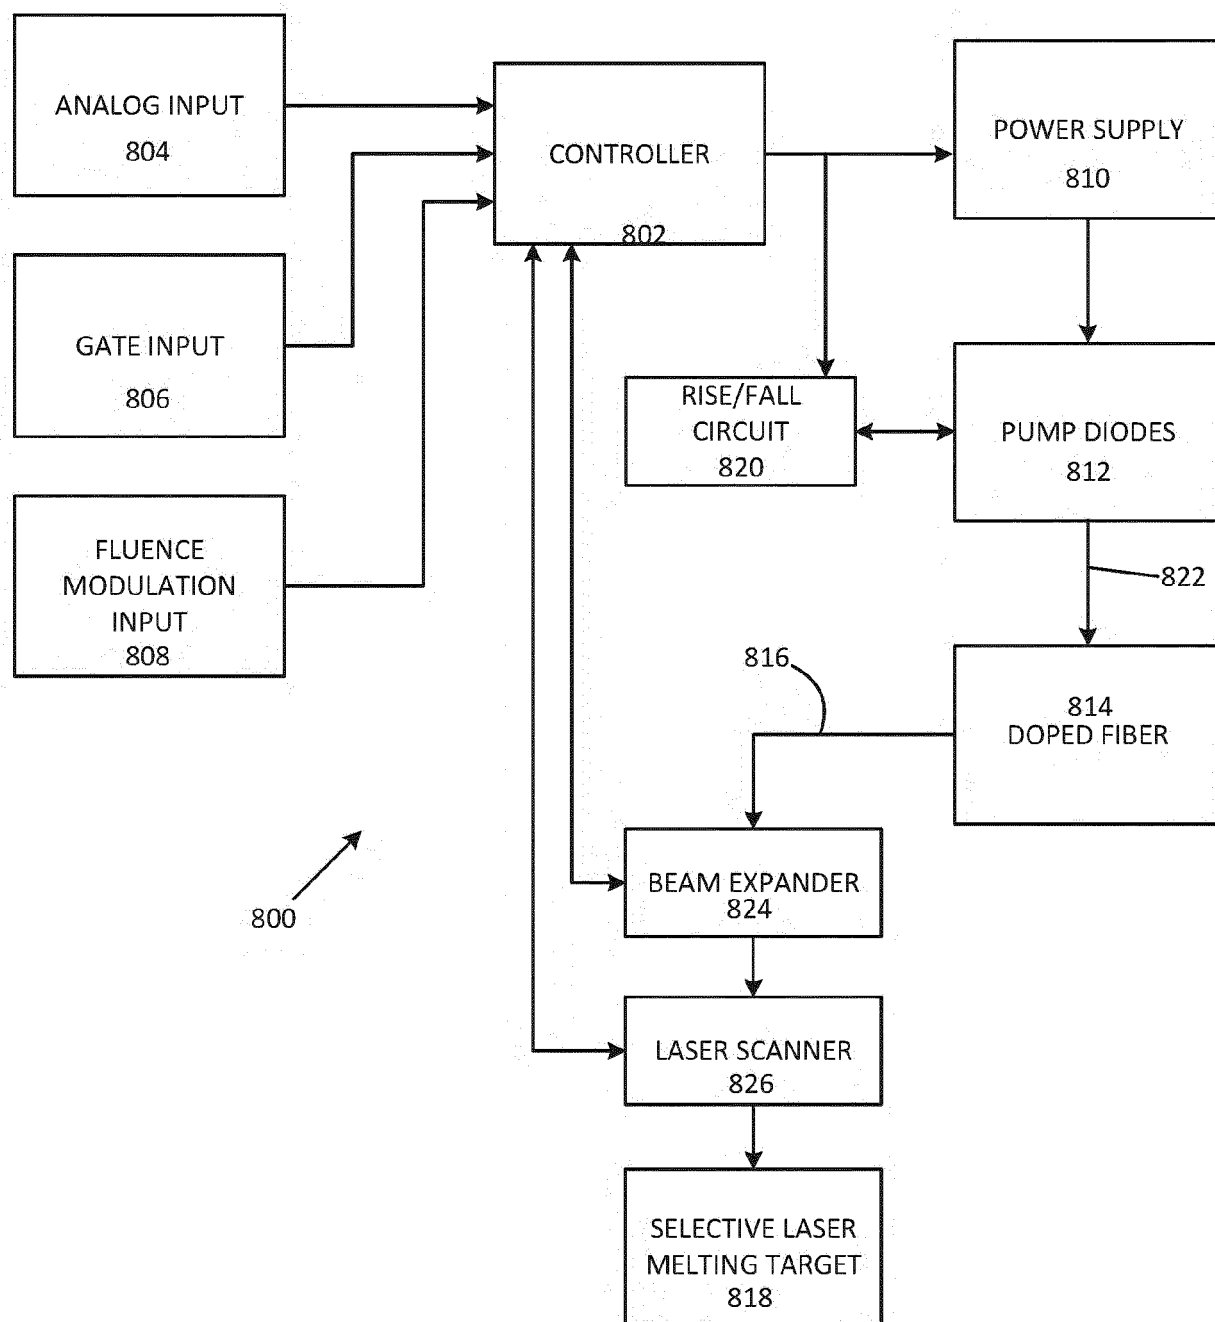 ANALOG INPUT
804
GATE INPUT
806
FLUENCE
MODULATION
INPUT
808
CONTROLLER
802
POWER SUPPLY
810
RISE/FALL
CIRCUIT
820
PUMP DIODES
812
822
814
DOPED FIBER
816
BEAM EXPANDER
824
800
LASER SCANNER
826
SELECTIVE LASER
MELTING TARGET
818